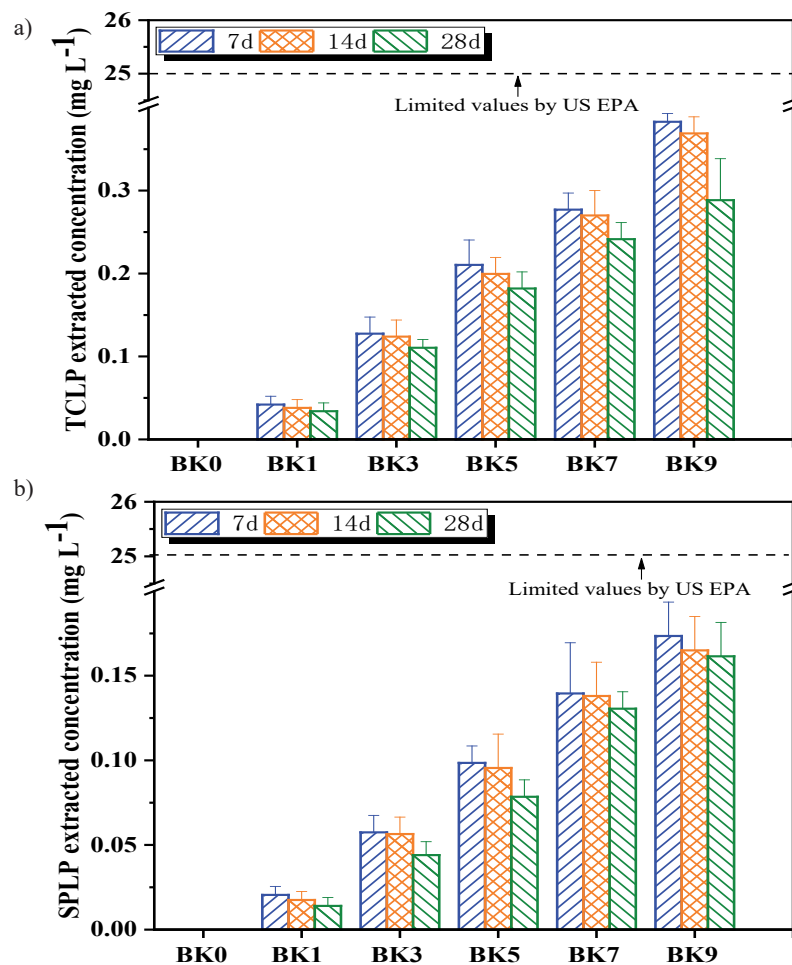 a)
TCLP extracted concentration (mg L-1)
26
7d 14d 28d
25
Limited values by US EPA
0.3
0.2
0.1
0.0
BK0 BK1 BK3 BK5 BK7 BK9
b)
SPLP extracted concentration (mg L-1)
26
7d 14d 28d
25
Limited values by US EPA
0.15
0.10
0.05
0.00
BK0 BK1 BK3 BK5 BK7 BK9